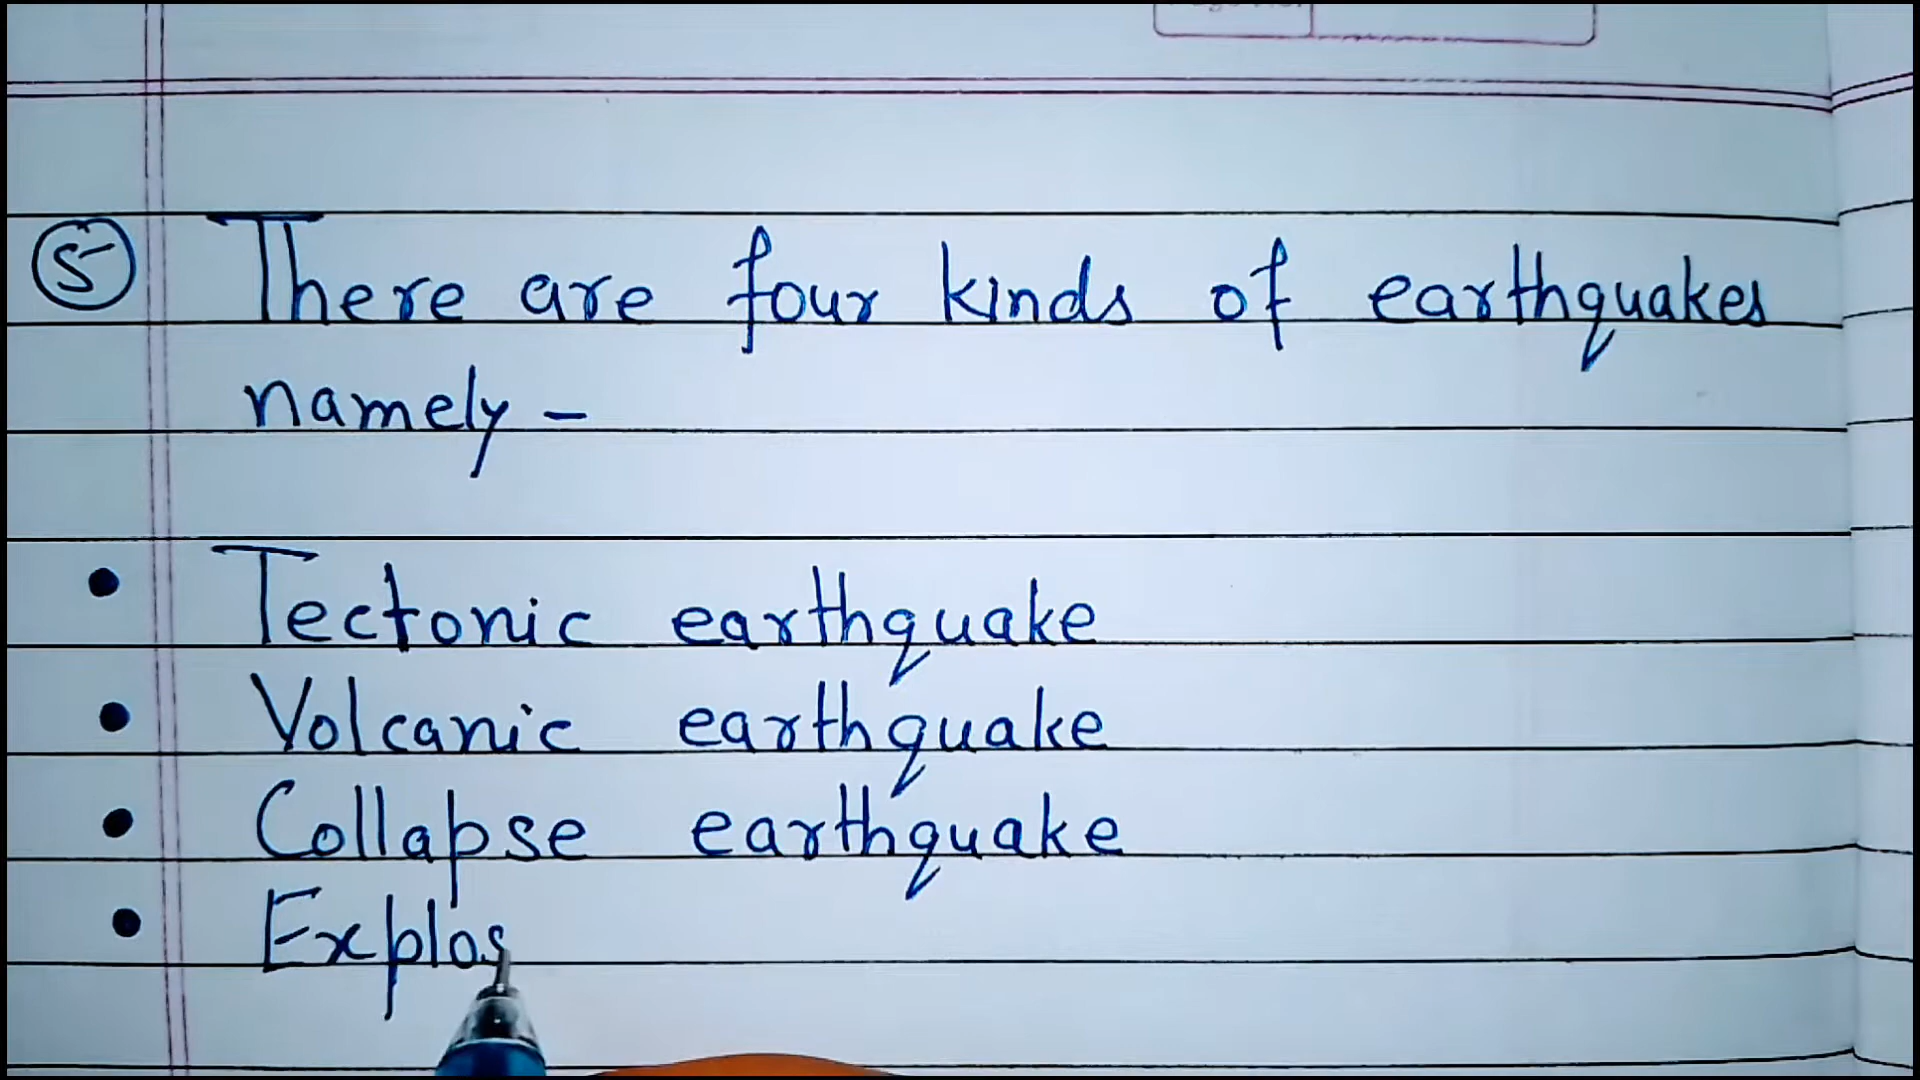 5 There are four kinds of earthquakes
namely -
• Tectonic earthquake
• Volcanic earthquake
• Collapse earthquake
• Explos